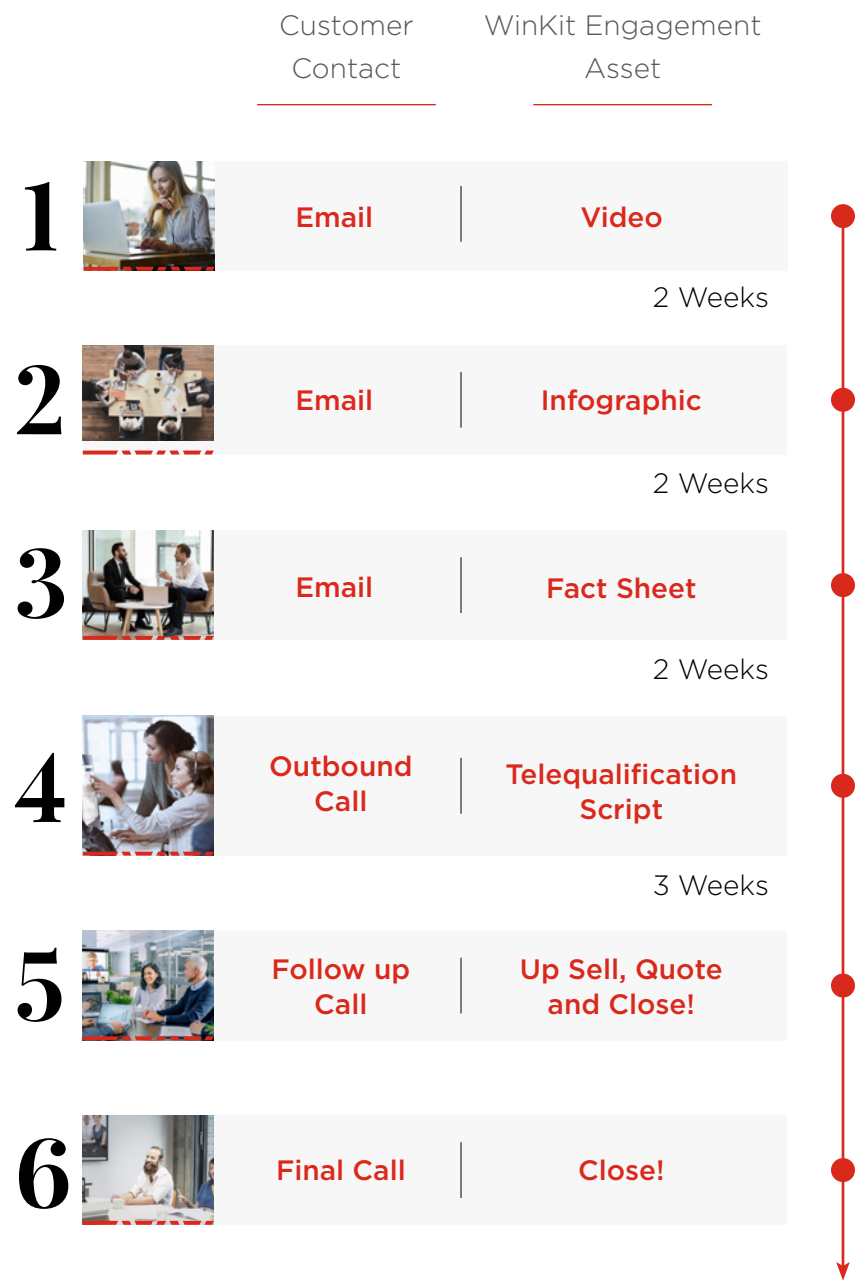 Customer
Contact
WinKit Engagement
Asset
1
Email
Video
2 Weeks
2
Email
Infographic
2 Weeks
3
Email
Fact Sheet
2 Weeks
4
Outbound
Call
Telequalification
Script
3 Weeks
5
Follow up
Call
Up Sell, Quote
and Close!
6
Final Call
Close!